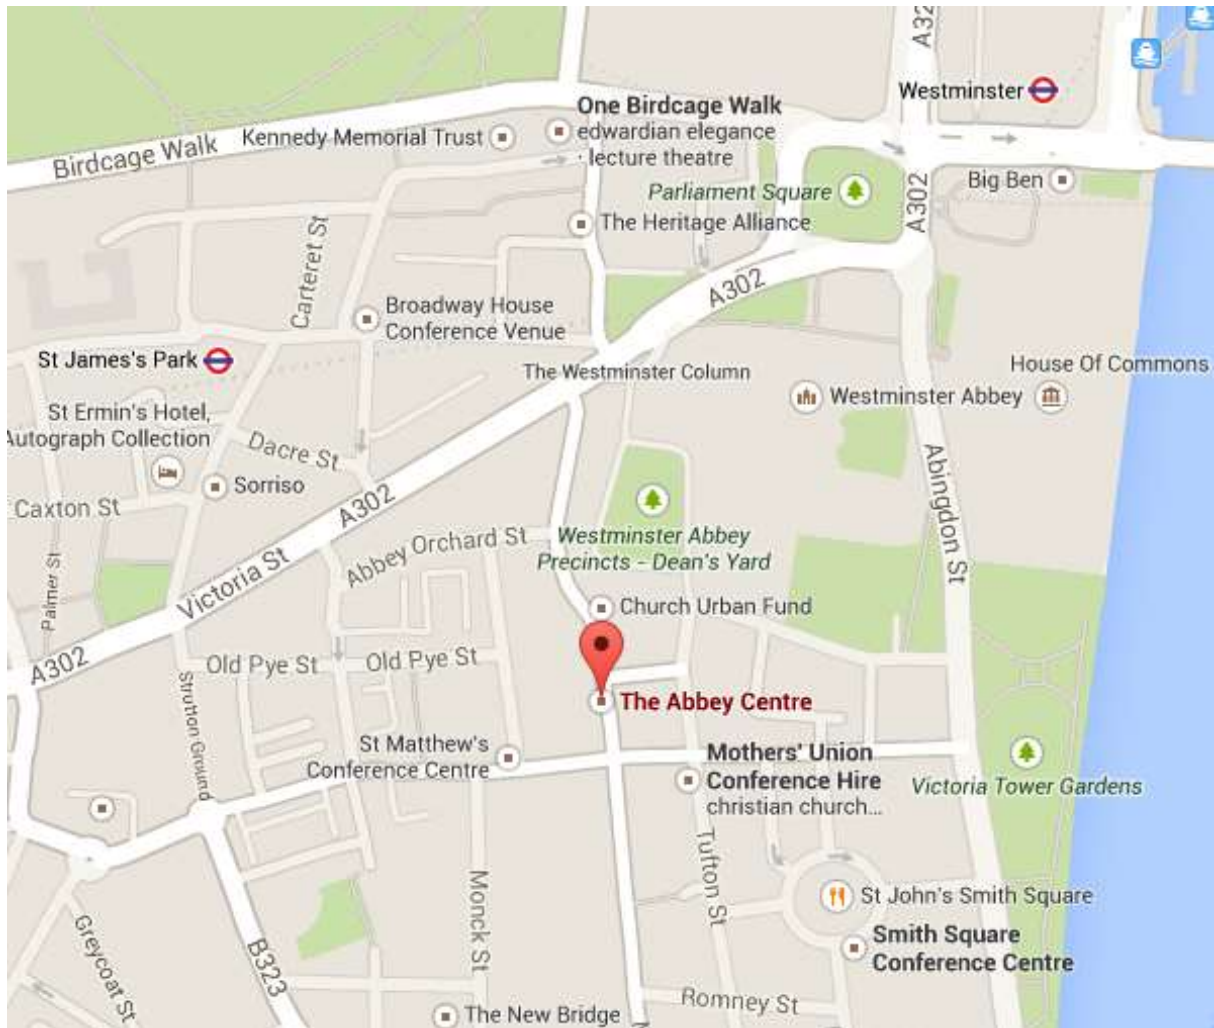 A32
Westminster
One Birdcage Walk
edwardian elegance
· lecture theatre
Kennedy Memorial Trust
Birdcage Walk
Parliament Square
Big Ben
A302
The Heritage Alliance
Carteret St
A302
Broadway House
Conference Venue
St James's Park
The Westminster Column
House Of Commons
Westminster Abbey
St Ermin's Hotel,
Autograph Collection
Dacre St
Sorriso
Caxton St
A302
Abingdon St
Abbey Orchard St
Westminster Abbey
Precincts - Dean's Yard
Palmer St
Victoria St
Church Urban Fund
A302
Old Pye St
Old Pye St
Strutton Ground
The Abbey Centre
St Matthew's
Conference Centre
Mothers' Union
Conference Hire
christian church...
Victoria Tower Gardens
Tufton St
Monck St
St John's Smith Square
Greycoat St
B323
Smith Square
Conference Centre
Romney St
The New Bridge